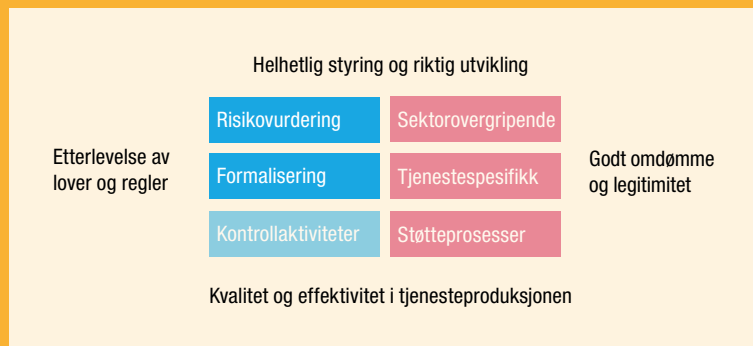 Helhetlig styring og riktig utvikling
Risikovurdering
Sektorovergripende
Etterlevelse av
lover og regler
Formalisering
Tjenestespesifikk
Godt omdømme
og legitimitet
Kontrollaktiviteter
Støtteprosesser
Kvalitet og effektivitet i tjenesteproduksjonen